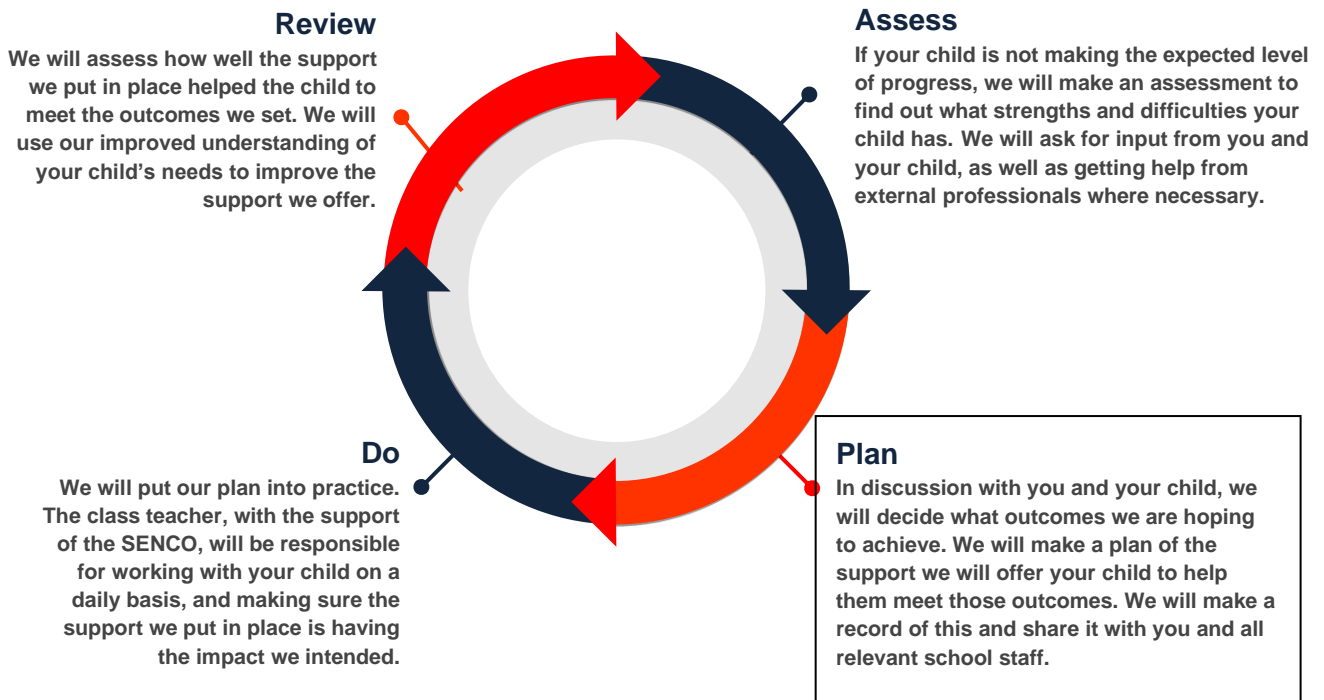 Review
We will assess how well the support
we put in place helped the child to
meet the outcomes we set. We will
use our improved understanding of
your child’s needs to improve the
support we offer.
Assess
If your child is not making the expected level
of progress, we will make an assessment to
find out what strengths and difficulties your
child has. We will ask for input from you and
your child, as well as getting help from
external professionals where necessary.
Do
We will put our plan into practice.
The class teacher, with the support
of the SENCO, will be responsible
for working with your child on a
daily basis, and making sure the
support we put in place is having
the impact we intended.
Plan
In discussion with you and your child, we
will decide what outcomes we are hoping
to achieve. We will make a plan of the
support we will offer your child to help
them meet those outcomes. We will make a
record of this and share it with you and all
relevant school staff.